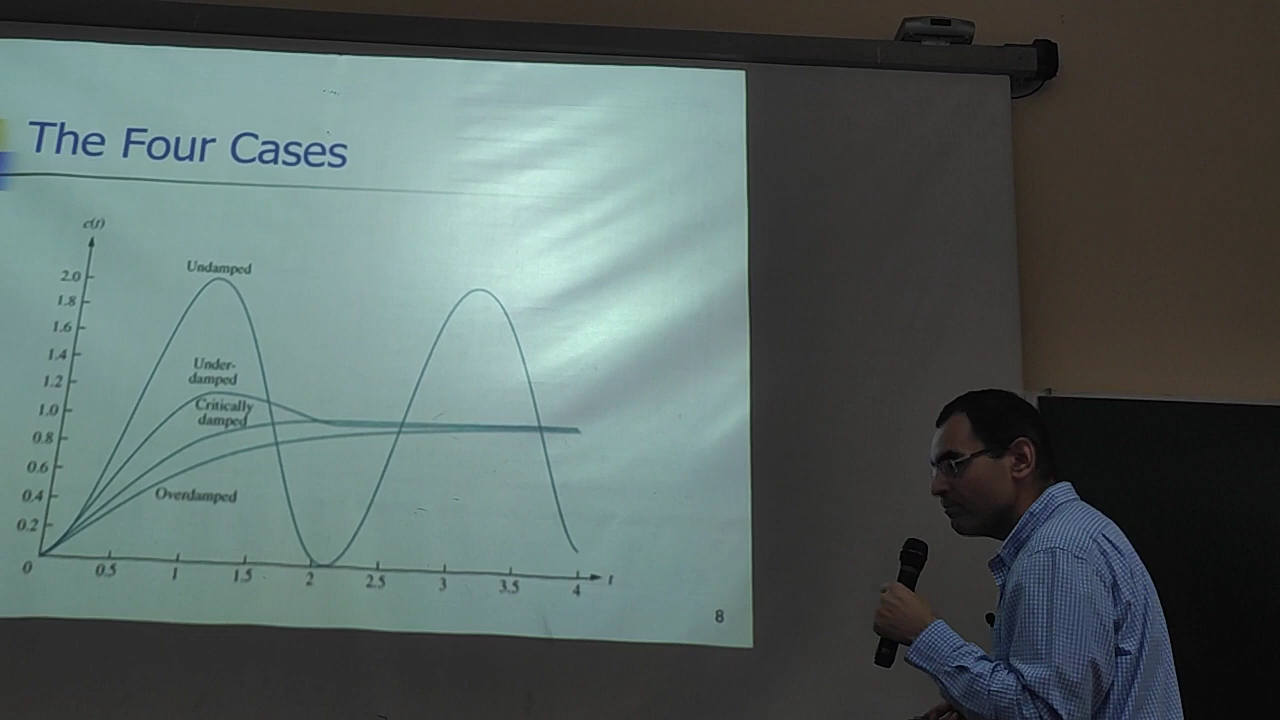 The Four Cases
c(t)
2.0
Undamped
1.8
1.6
1.4
Under-
damped
1.2
Critically
damped
1.0
0.8
0.6
0.4
Overdamped
0.2
0
0.5
1
1.5
2
2.5
3
3.5
4
t
8